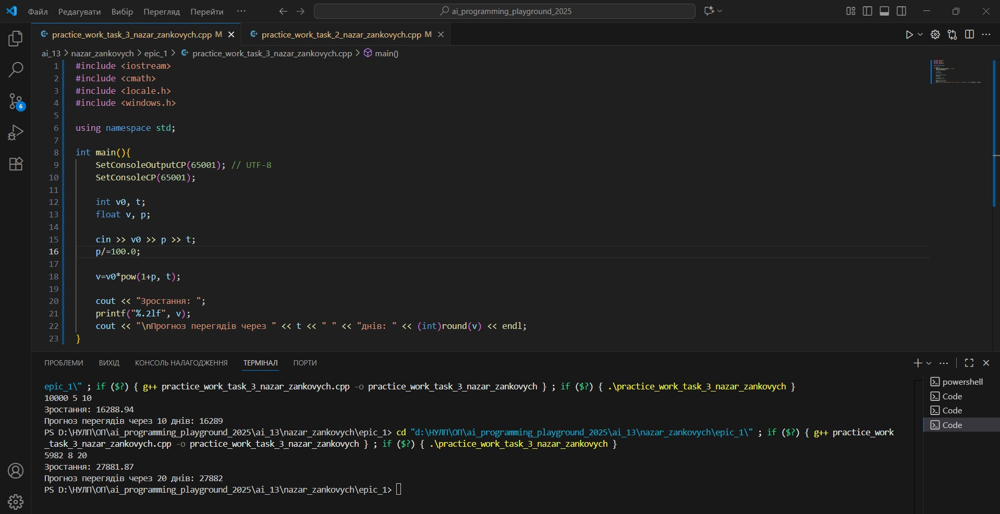 Файл Редагувати Вибір Перегляд Перейти ··· ai_programming_playground_2025
practice_work_task_3_nazar_zankovych.cpp M practice_work_task_2_nazar_zankovych.cpp M
ai_13 > nazar_zankovych > epic_1 > practice_work_task_3_nazar_zankovych.cpp > main()
1 #include <iostream>
2 #include <cmath>
3 #include <locale.h>
4 #include <windows.h>
5
6 using namespace std;
7
8 int main(){
9 SetConsoleOutputCP(65001); // UTF-8
10 SetConsoleCP(65001);
11
12 int v0, t;
13 float v, p;
14
15 cin >> v0 >> p >> t;
16 p/=100.0;
17
18 v=v0*pow(1+p, t);
19
20 cout << "Зростання: ";
21 printf("%.2lf", v);
22 cout << "\nПрогноз перегядів через " << t << " " << "днів: " << (int)round(v) << endl;
23 }
6
ПРОБЛЕМИ ВИХІД КОНСОЛЬ НАЛАГОДЖЕННЯ ТЕРМІНАЛ ПОРТИ
epic_1\" ; if ($?) { g++ practice_work_task_3_nazar_zankovych.cpp -o practice_work_task_3_nazar_zankovych } ; if ($?) { .\practice_work_task_3_nazar_zankovych }
10000 5 10
Зростання: 16288.94
Прогноз перегядів через 10 днів: 16289
PS D:\НУЛП\ОП\ai_programming_playground_2025\ai_13\nazar_zankovych\epic_1> cd "d:\НУЛП\ОП\ai_programming_playground_2025\ai_13\nazar_zankovych\epic_1\" ; if ($?) { g++ practice_work
_task_3_nazar_zankovych.cpp -o practice_work_task_3_nazar_zankovych } ; if ($?) { .\practice_work_task_3_nazar_zankovych }
5982 8 20
Зростання: 27881.87
Прогноз перегядів через 20 днів: 27882
PS D:\НУЛП\ОП\ai_programming_playground_2025\ai_13\nazar_zankovych\epic_1>
powershell
Code
Code
Code